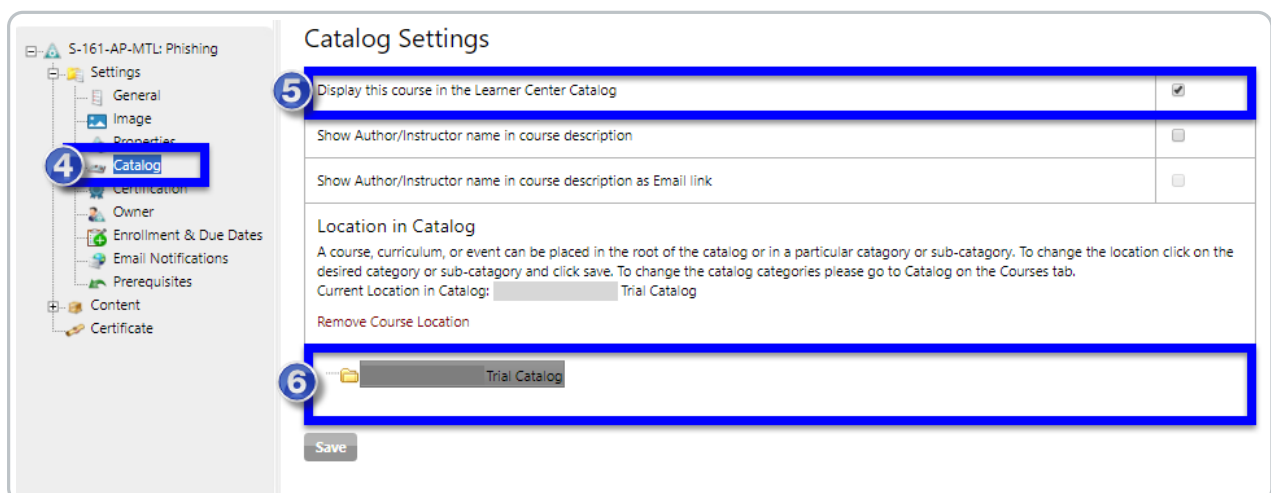 S-161-AP-MTL: Phishing
Settings
General
Image
Properties
4
Catalog
Certification
Owner
Enrollment & Due Dates
Email Notifications
Prerequisites
Content
Certificate
Catalog Settings
5
Display this course in the Learner Center Catalog
Show Author/Instructor name in course description
Show Author/Instructor name in course description as Email link
Location in Catalog
A course, curriculum, or event can be placed in the root of the catalog or in a particular catagory or sub-catagory. To change the location click on the
desired category or sub-catagory and click save. To change the catalog categories please go to Catalog on the Courses tab.
Current Location in Catalog: Trial Catalog
Remove Course Location
6
Trial Catalog
Save